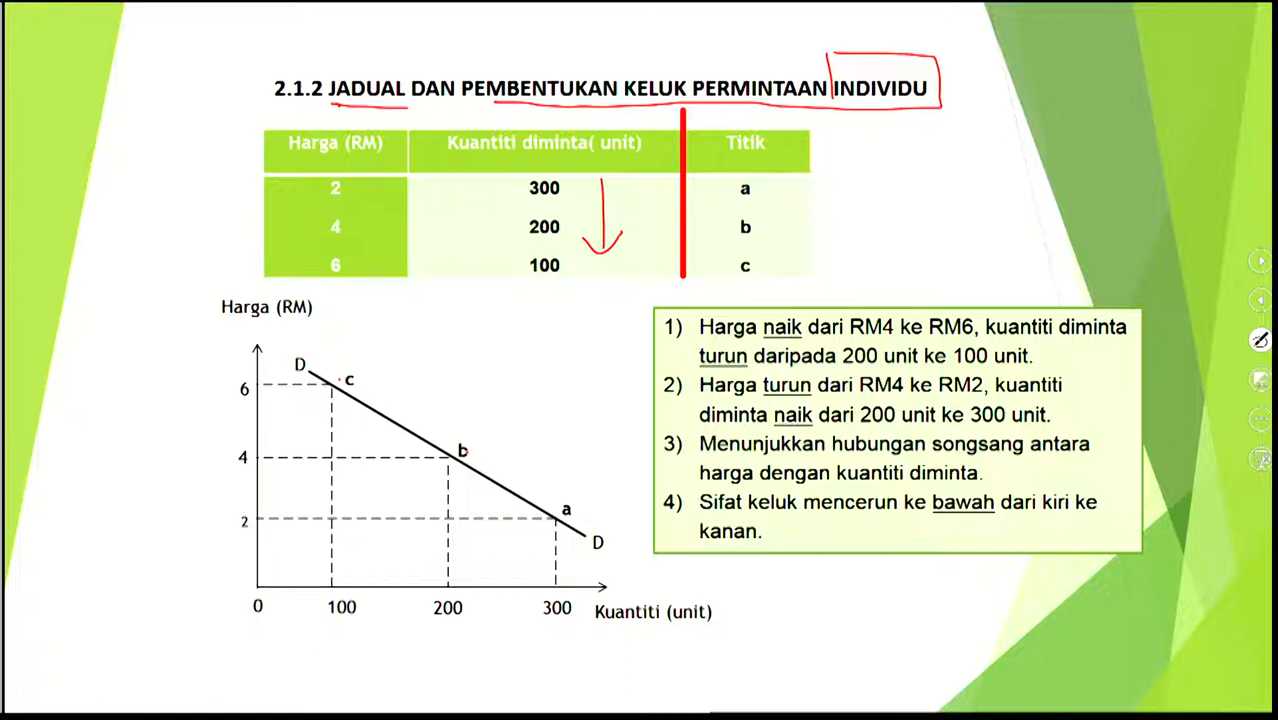 2.1.2 JADUAL DAN PEMBENTUKAN KELUK PERMINTAAN INDIVIDU
Harga (RM) Kuantiti diminta( unit) Titik
2 300 a
4 200 b
6 100 c
Harga (RM)
D
c
6
b
4
a
2
D
0 100 200 300 Kuantiti (unit)
1) Harga naik dari RM4 ke RM6, kuantiti diminta
turun daripada 200 unit ke 100 unit.
2) Harga turun dari RM4 ke RM2, kuantiti
diminta naik dari 200 unit ke 300 unit.
3) Menunjukkan hubungan songsang antara
harga dengan kuantiti diminta.
4) Sifat keluk mencerun ke bawah dari kiri ke
kanan.